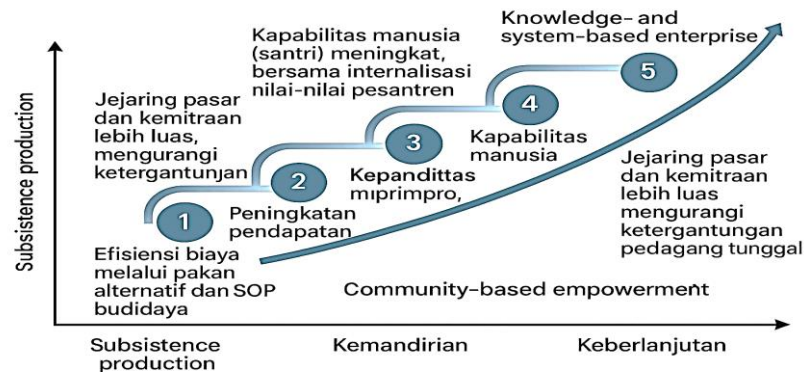 Subsistence production
Jejaring pasar
dan kemitraan
lebih luas,
mengurangi
ketergantunjan
Kapabilitas manusia
(santri) meningkat,
bersama internalisasi
nilai-nilai pesantren
Knowledge- and
system-based enterprise
1
Efisiensi biaya
melalui pakan
alternatif dan SOP
budidaya
2
Peningkatan
pendapatan
3
Kepandittas
mıprimpro,
4
Kapabilitas
manusia
5
Jejaring pasar
dan kemitraan
lebih luas
mengurangi
ketergantungan
pedagang tunggal
Community-based empowerment
Subsistence
production
Kemandirian
Keberlanjutan